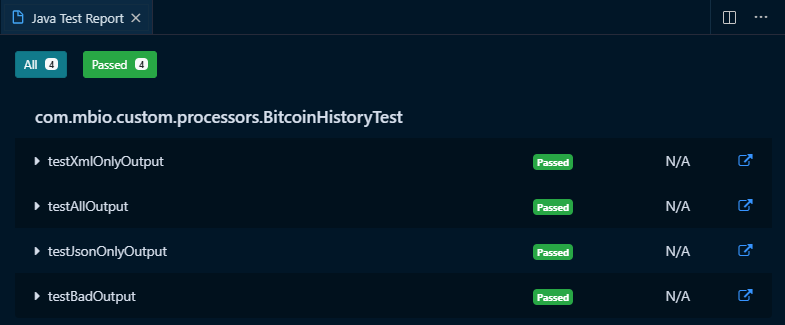 Java Test Report
All 4 Passed 4
com.mbio.custom.processors.BitcoinHistoryTest
testXmlOnlyOutput Passed N/A
testAllOutput Passed N/A
testJsonOnlyOutput Passed N/A
testBadOutput Passed N/A